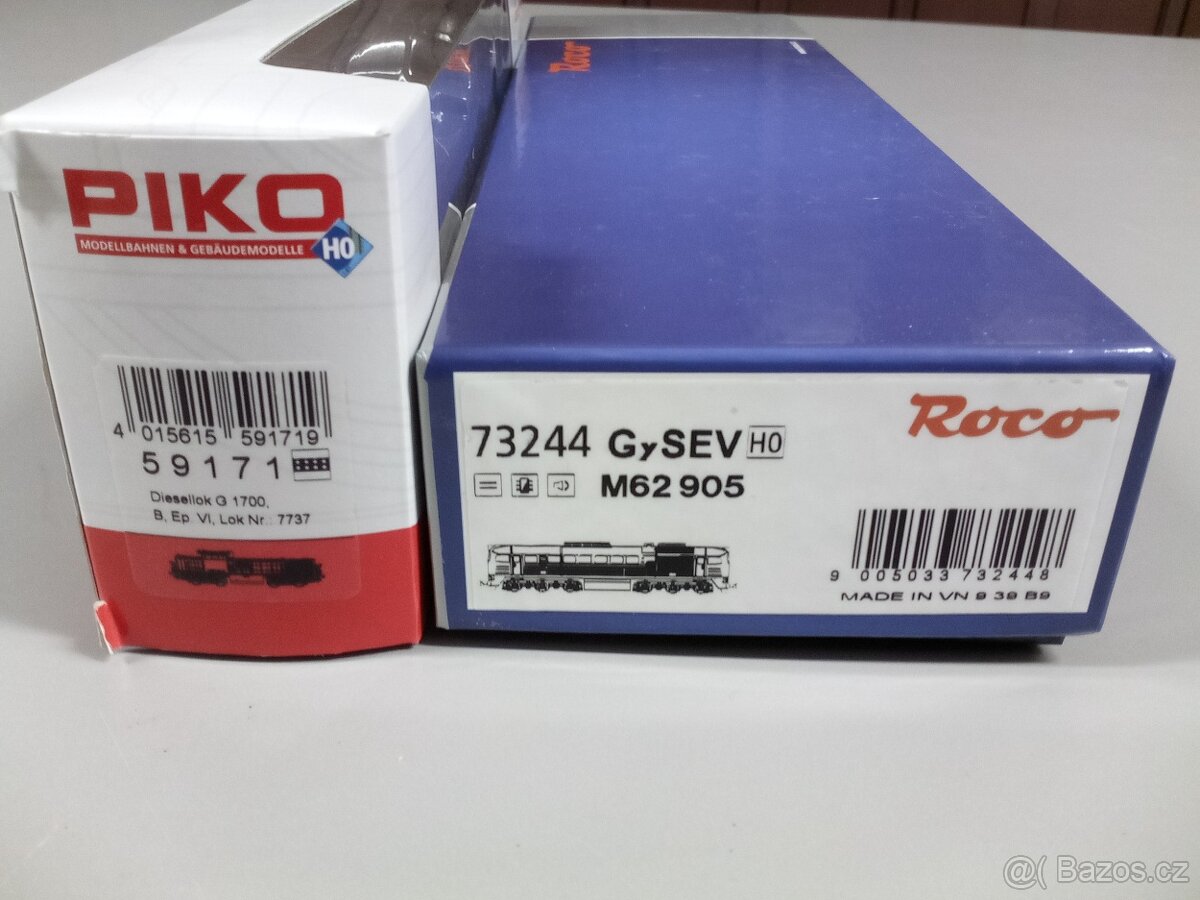 PIKO
MODELLBAHNEN & GEBÄUDEMODELLE
H0
4 015615 591719
59171
Diesellok G 1700,
B, Ep. VI, Lok Nr.: 7737
Roco
Roco
73244 GySEV H0
M62 905
9 005033 732448
MADE IN VN 9 39 B9
@( Bazos.cz